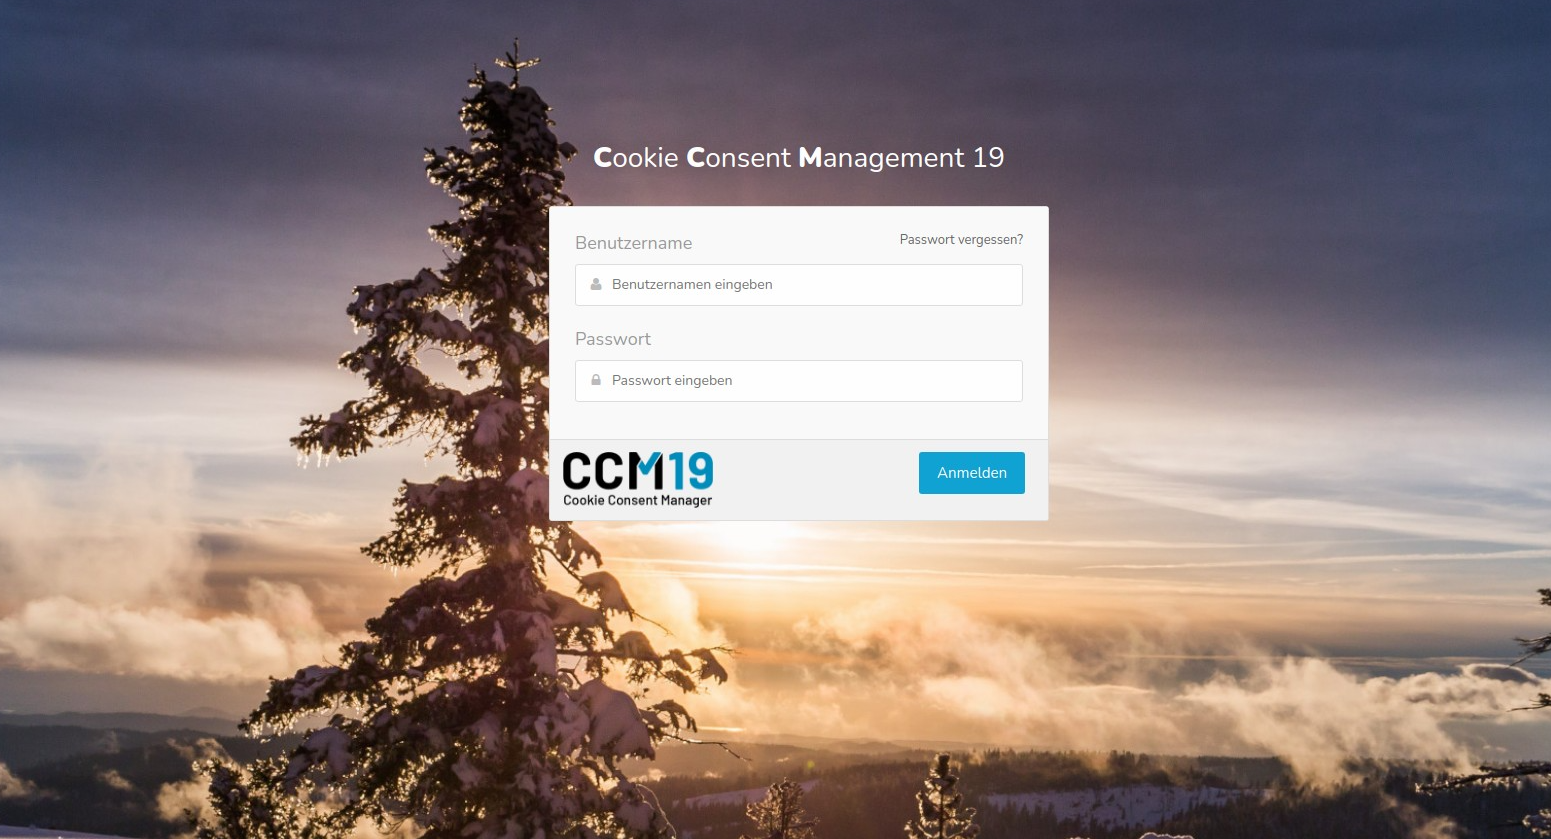 Cookie Consent Management 19
Benutzername
Passwort vergessen?
Benutzernamen eingeben
Passwort
Passwort eingeben
CCM19
Cookie Consent Manager
Anmelden